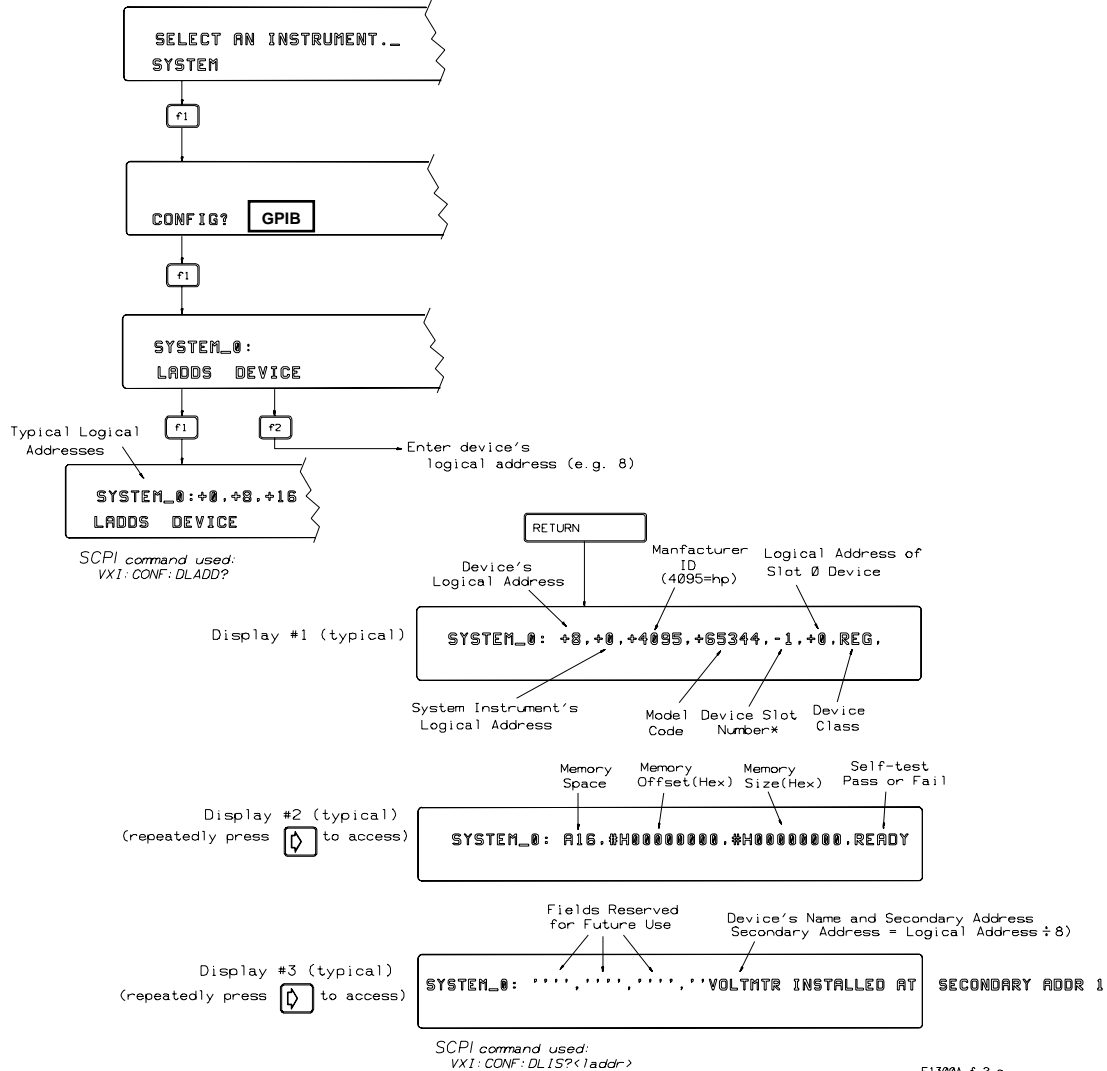 SELECT AN INSTRUMENT._
SYSTEM
f1
CONFIG? GPIB
f1
SYSTEM_0:
LADDS DEVICE
f1
f2
Typical Logical
Addresses
Enter device's
logical address (e.g. 8)
SYSTEM_0:+0,+8,+16
LADDS DEVICE
SCPI command used:
VXI:CONF:DLADD?
RETURN
Device's
Logical Address
Manfacturer
ID
(4095=hp)
Logical Address of
Slot 0 Device
Display #1 (typical)
SYSTEM_0: +8,+0,+4095,+65344,-1,+0,REG,
System Instrument's
Logical Address
Model
Code
Device Slot
Number*
Device
Class
Memory
Space
Memory
Offset(Hex)
Memory
Size(Hex)
Self-test
Pass or Fail
Display #2 (typical)
(repeatedly press to access)
SYSTEM_0: A16,#H00000000,#H00000000,READY
Fields Reserved
for Future Use
Device's Name and Secondary Address
Secondary Address = Logical Address÷8)
Display #3 (typical)
(repeatedly press to access)
SYSTEM_0: '''','''','''',''VOLTMTR INSTALLED AT SECONDARY ADDR 1
SCPI command used:
VXI:CONF:DLIS?<laddr>